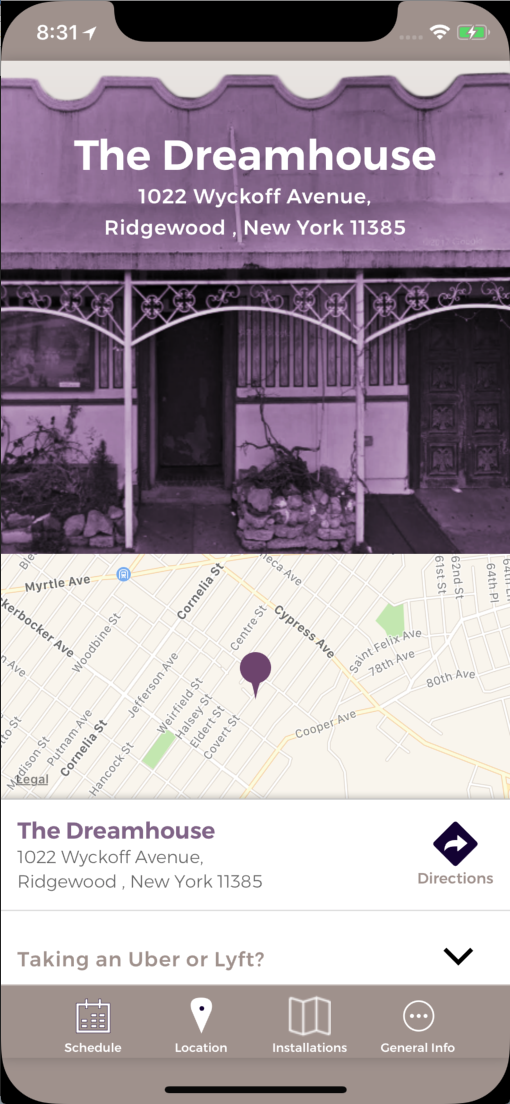 8:31
The Dreamhouse
1022 Wyckoff Avenue,
Ridgewood , New York 11385
Myrtle Ave
Cornelia St
neca Ave
61st St
62nd St
64th Pl
ckerbocker Ave
Woodbine St
Centre St
Cypress Ave
Saint Felix Ave
78th Ave
80th Ave
Jefferson Ave
Weirfield St
Halsey St
Eldert St
Covert St
Cooper Ave
Putnam Ave
Cornelia St
Madison St
Hancock St
Legal
The Dreamhouse
1022 Wyckoff Avenue,
Ridgewood , New York 11385
Directions
Taking an Uber or Lyft?
Schedule
Location
Installations
General Info